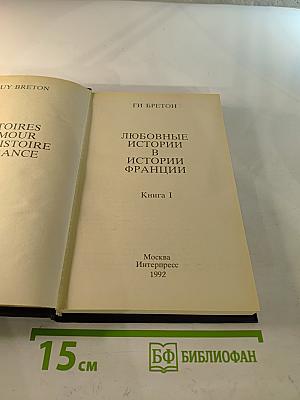 UY BRETON
TOIRES
MOUR
ISTOIRE
ANCE
ГИ БРЕТОН
ЛЮБОВНЫЕ
ИСТОРИИ
В
ИСТОРИИ
ФРАНЦИИ
Книга I
Москва
Интерпресс
1992
15 см
БФ БИБЛИОФАН